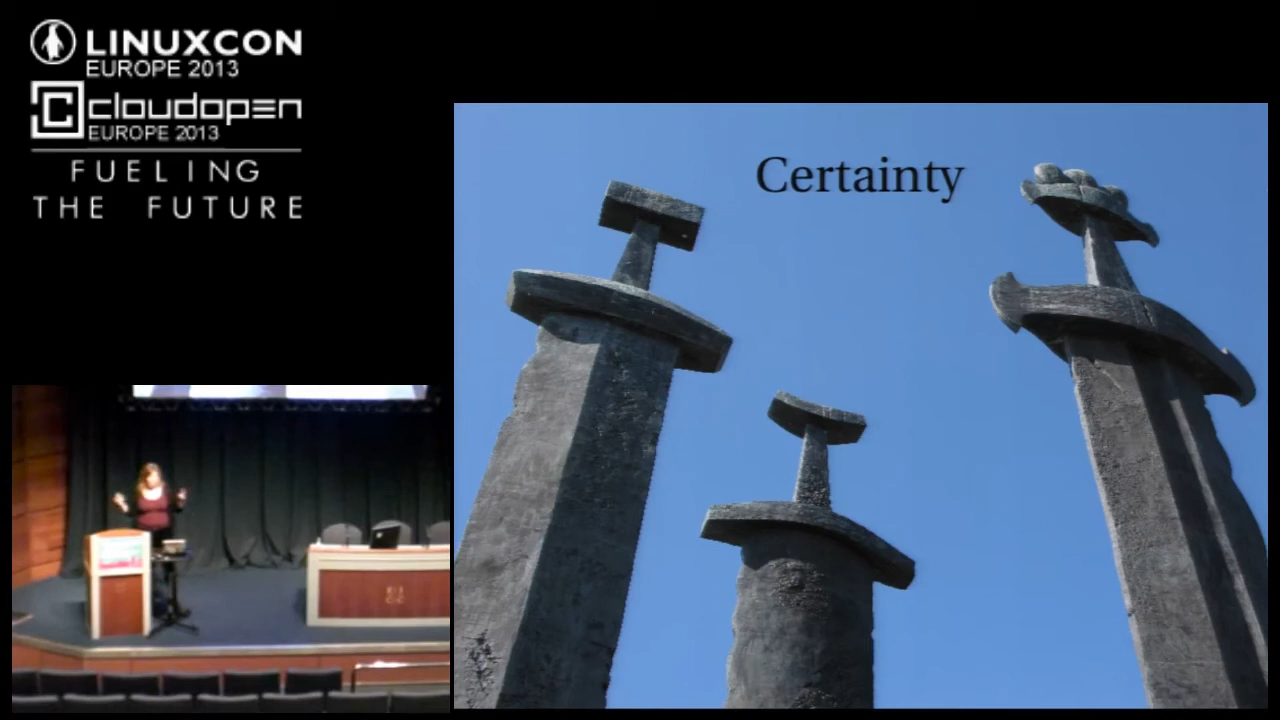 LINUXCON
EUROPE 2013
cloudopen
EUROPE 2013
FUELING
THE FUTURE
Certainty